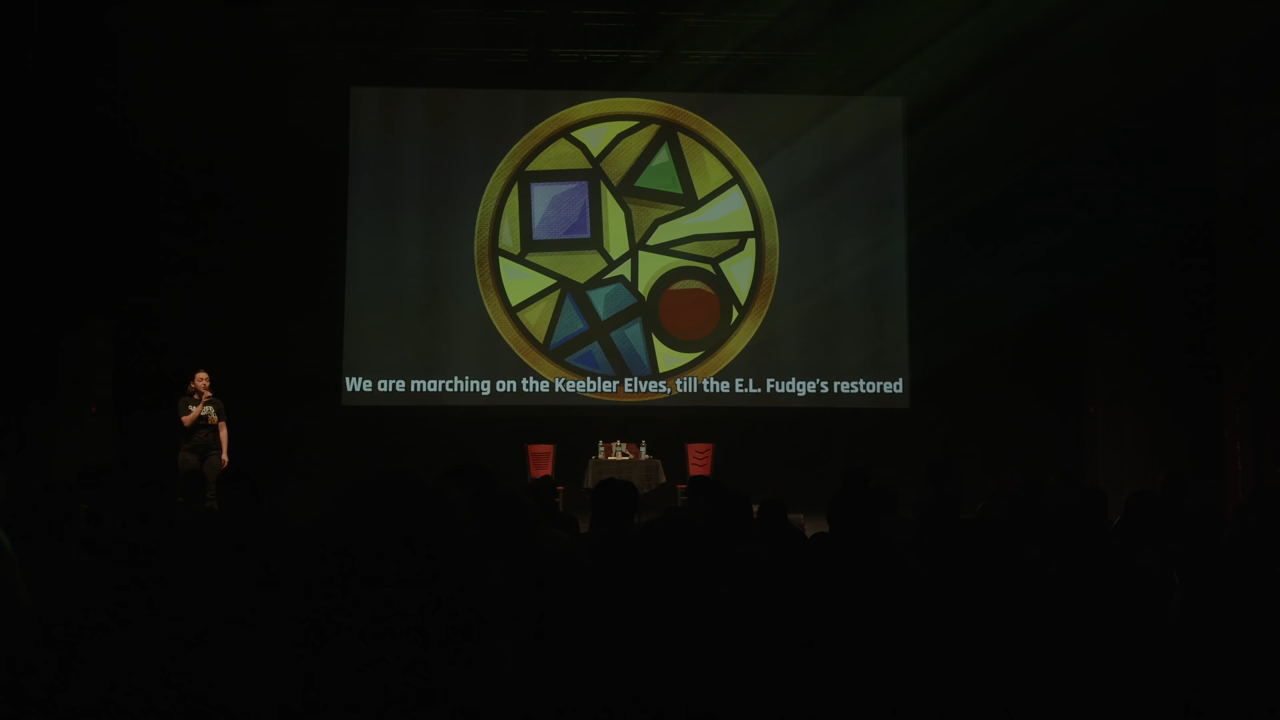 We are marching on the Keebler Elves, till the E.L. Fudge's restored